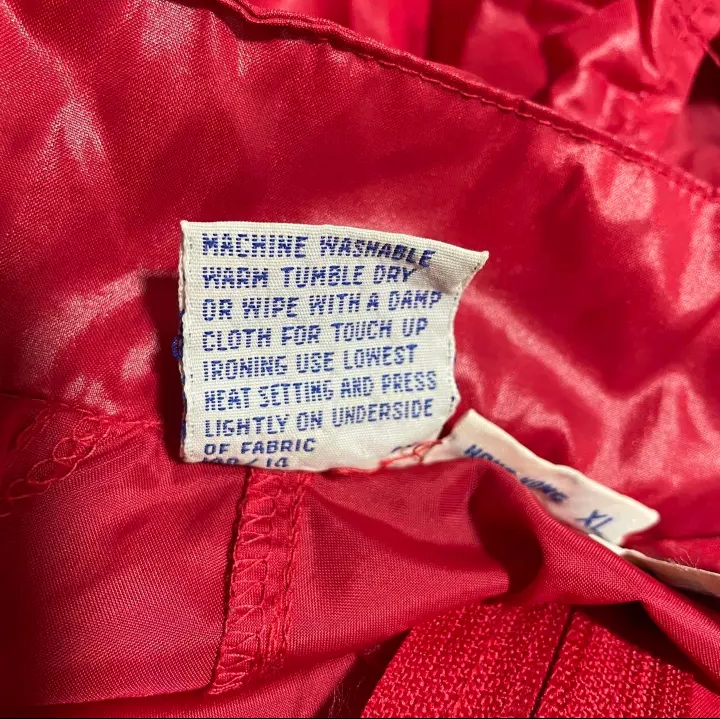 MACHINE WASHABLE
WARM TUMBLE DRY
OR WIPE WITH A DAMP
CLOTH FOR TOUCH UP
IRONING USE LOWEST
HEAT SETTING AND PRESS
LIGHTLY ON UNDERSIDE
OF FABRIC
/14
HONG KONG XL